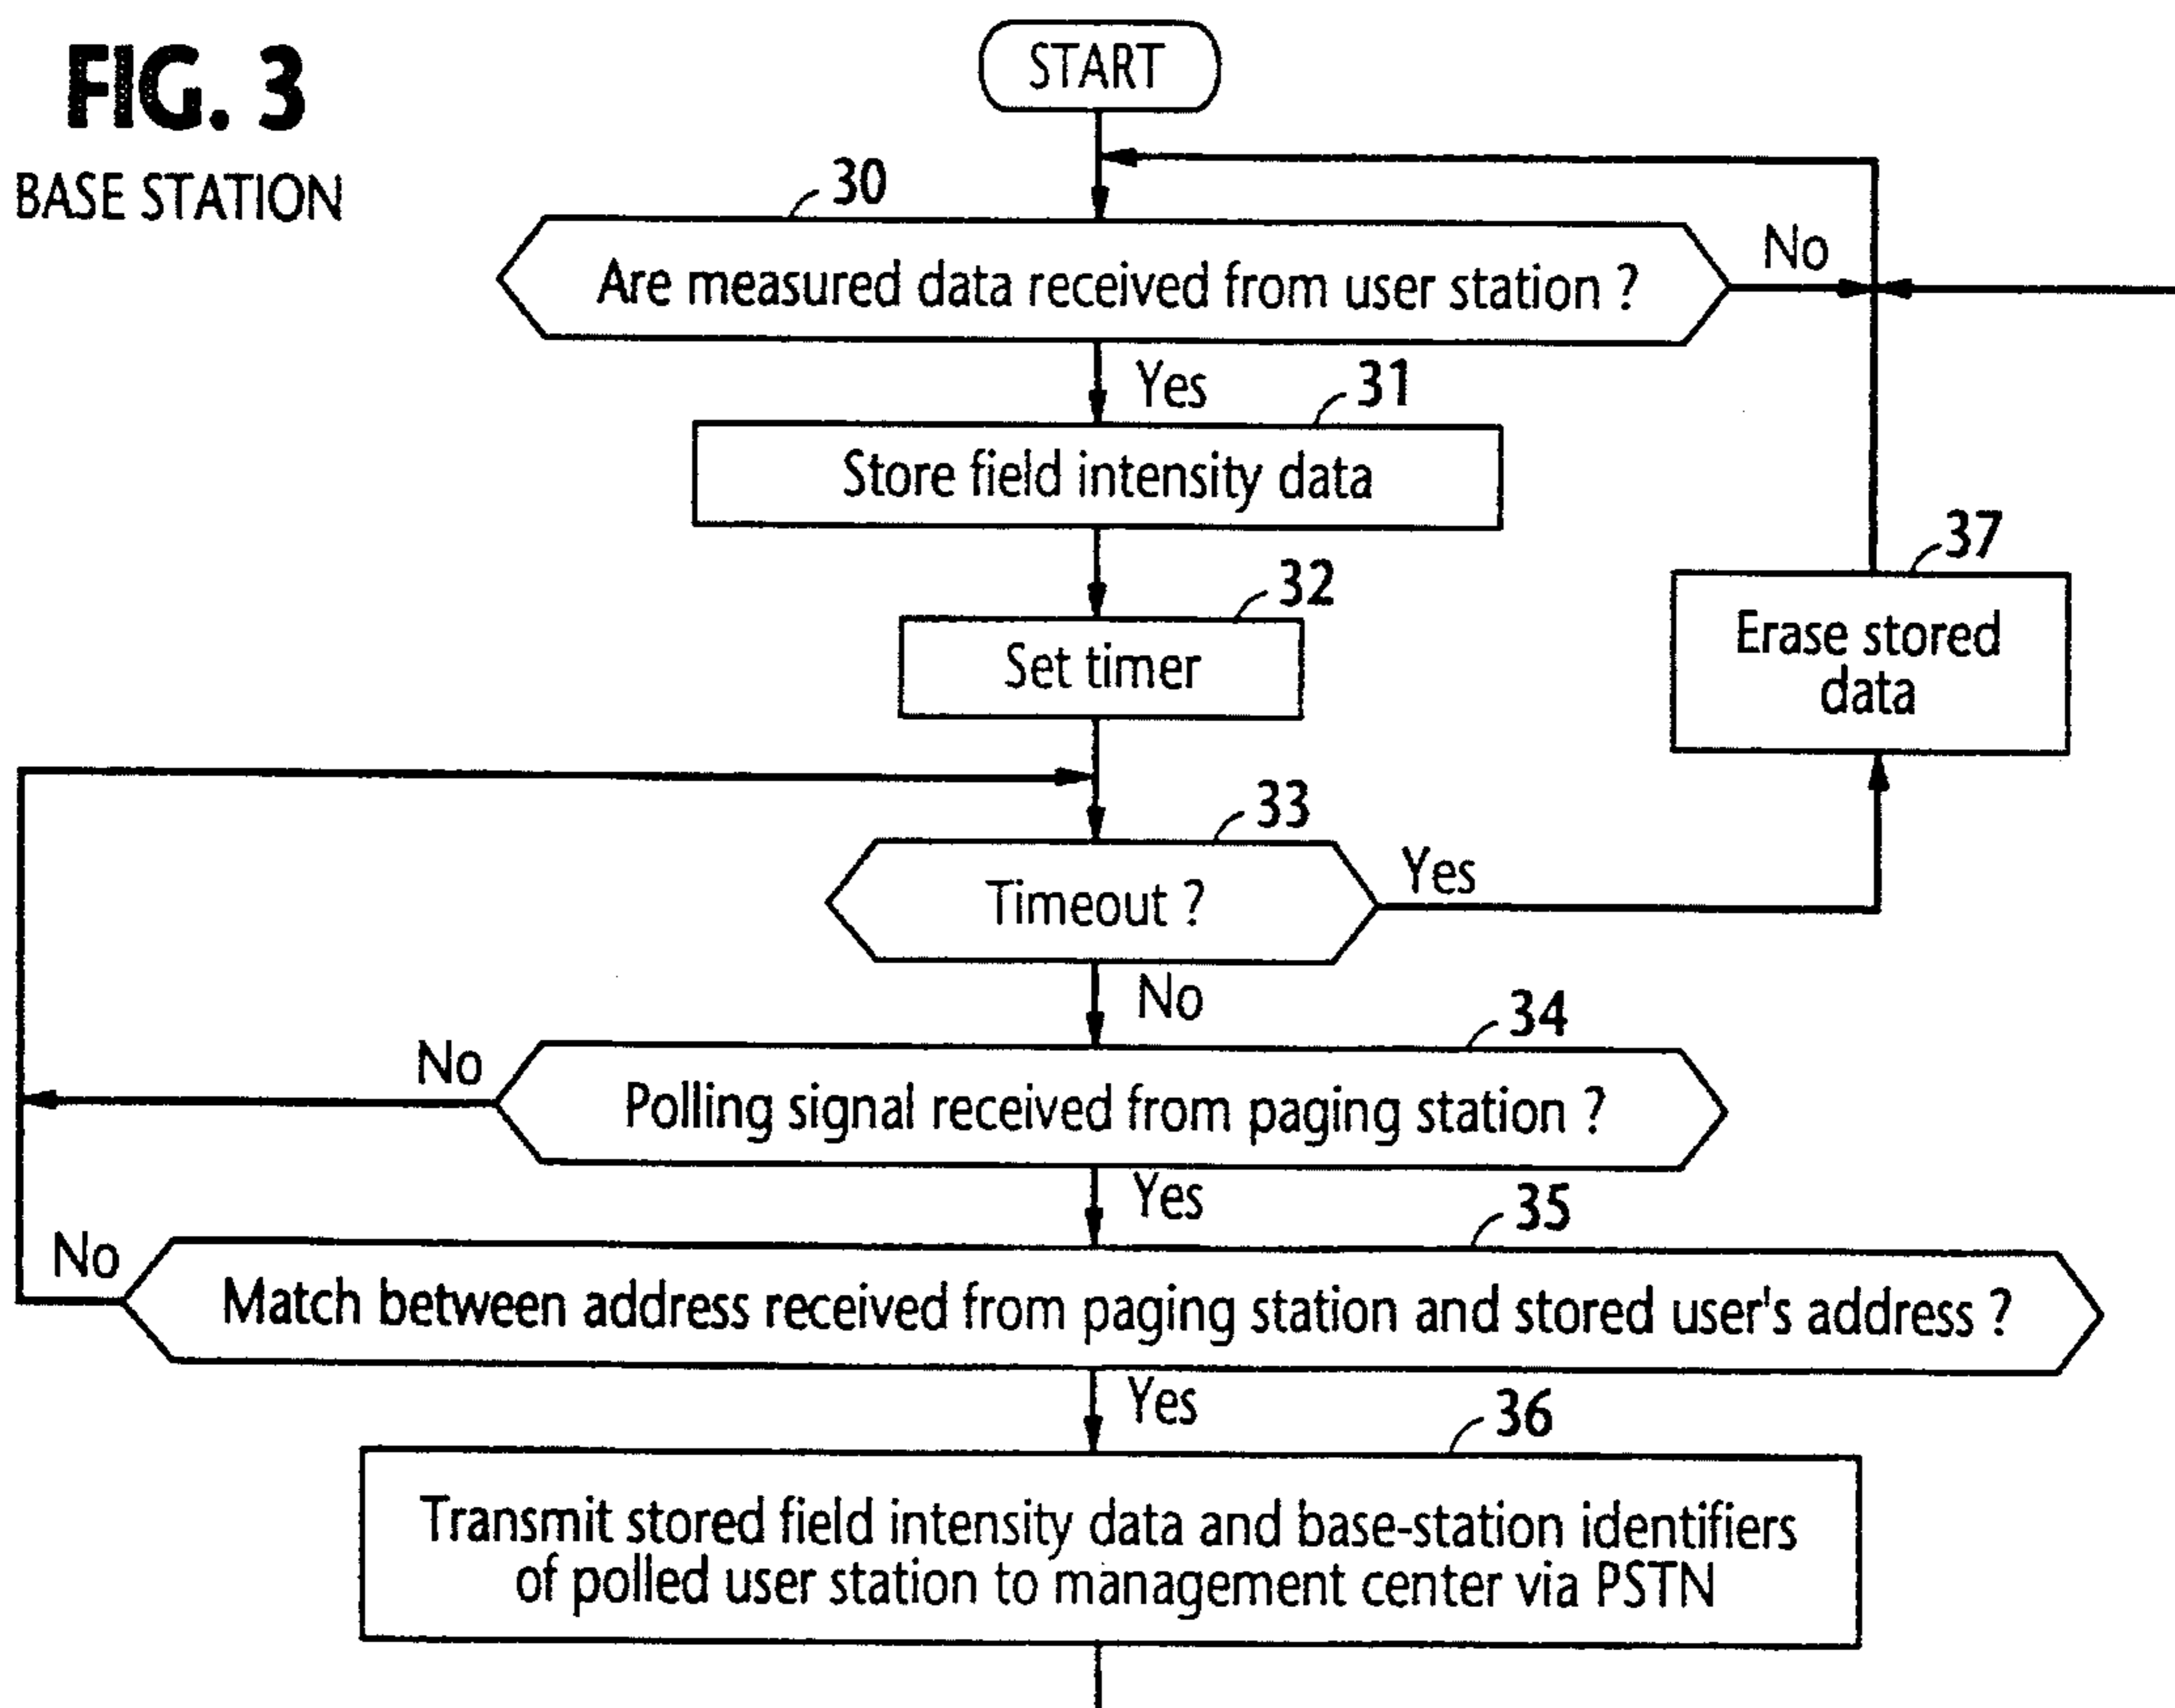 FIG. 3
BASE STATION
START
30
Are measured data received from user station ?
No
Yes
31
Store field intensity data
32
Set timer
37
Erase stored
data
33
Timeout ?
Yes
No
34
Polling signal received from paging station ?
No
Yes
35
Match between address received from paging station and stored user's address ?
No
Yes
36
Transmit stored field intensity data and base-station identifiers
of polled user station to management center via PSTN